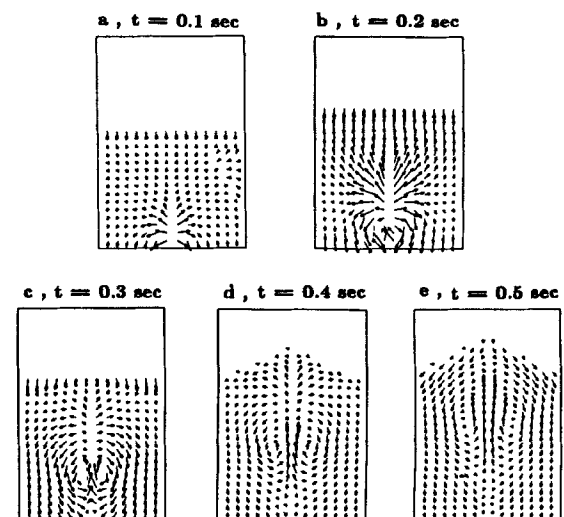 a , t = 0.1 sec
b , t = 0.2 sec
c , t = 0.3 sec
d , t = 0.4 sec
e , t = 0.5 sec